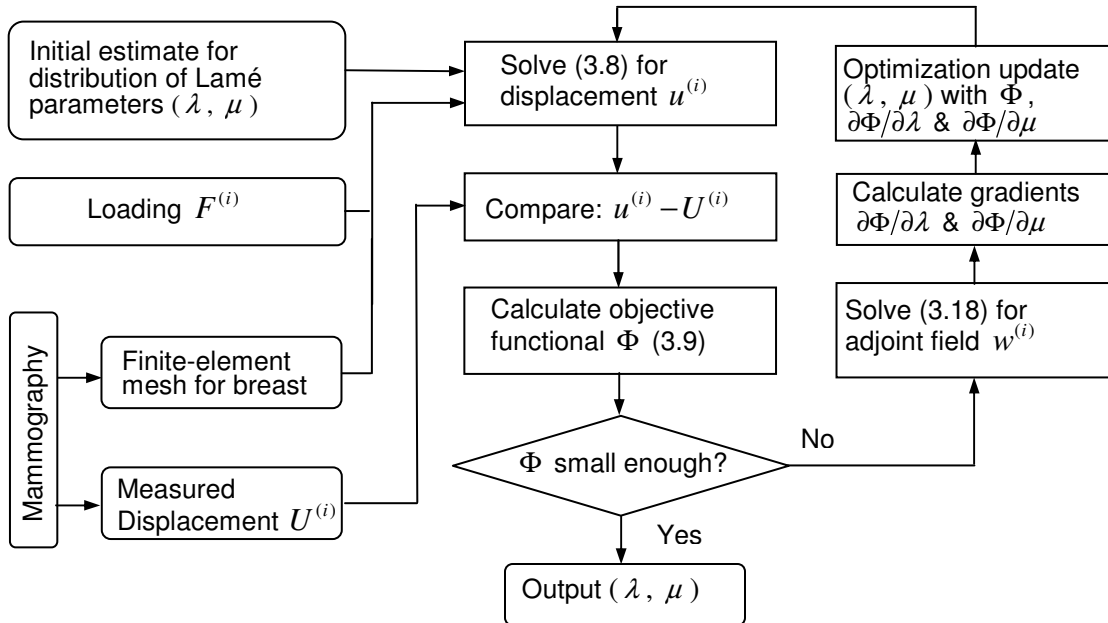 Initial estimate for
distribution of Lamé
parameters (λ, μ)
Loading F^(i)
Mammography
Finite-element
mesh for breast
Measured
Displacement U^(i)
Solve (3.8) for
displacement u^(i)
Compare: u^(i) – U^(i)
Calculate objective
functional Φ (3.9)
Φ small enough?
No
Yes
Output (λ, μ)
Optimization update
(λ, μ) with Φ,
∂Φ/∂λ & ∂Φ/∂μ
Calculate gradients
∂Φ/∂λ & ∂Φ/∂μ
Solve (3.18) for
adjoint field w^(i)